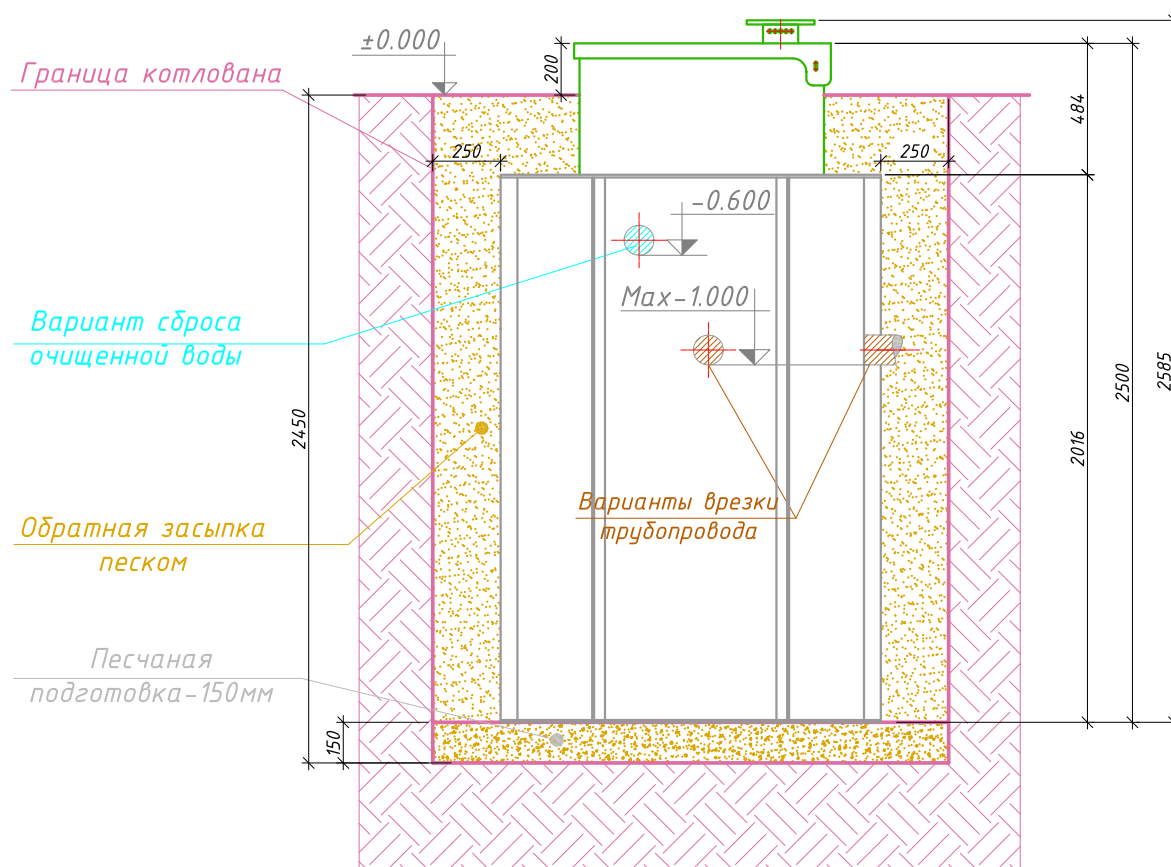 ±0.000
Граница котлована
200
484
250
250
-0.600
Max-1.000
Вариант сброса
очищенной воды
2585
2500
2450
2016
Варианты врезки
трубопровода
Обратная засыпка
песком
Песчаная
подготовка-150мм
150